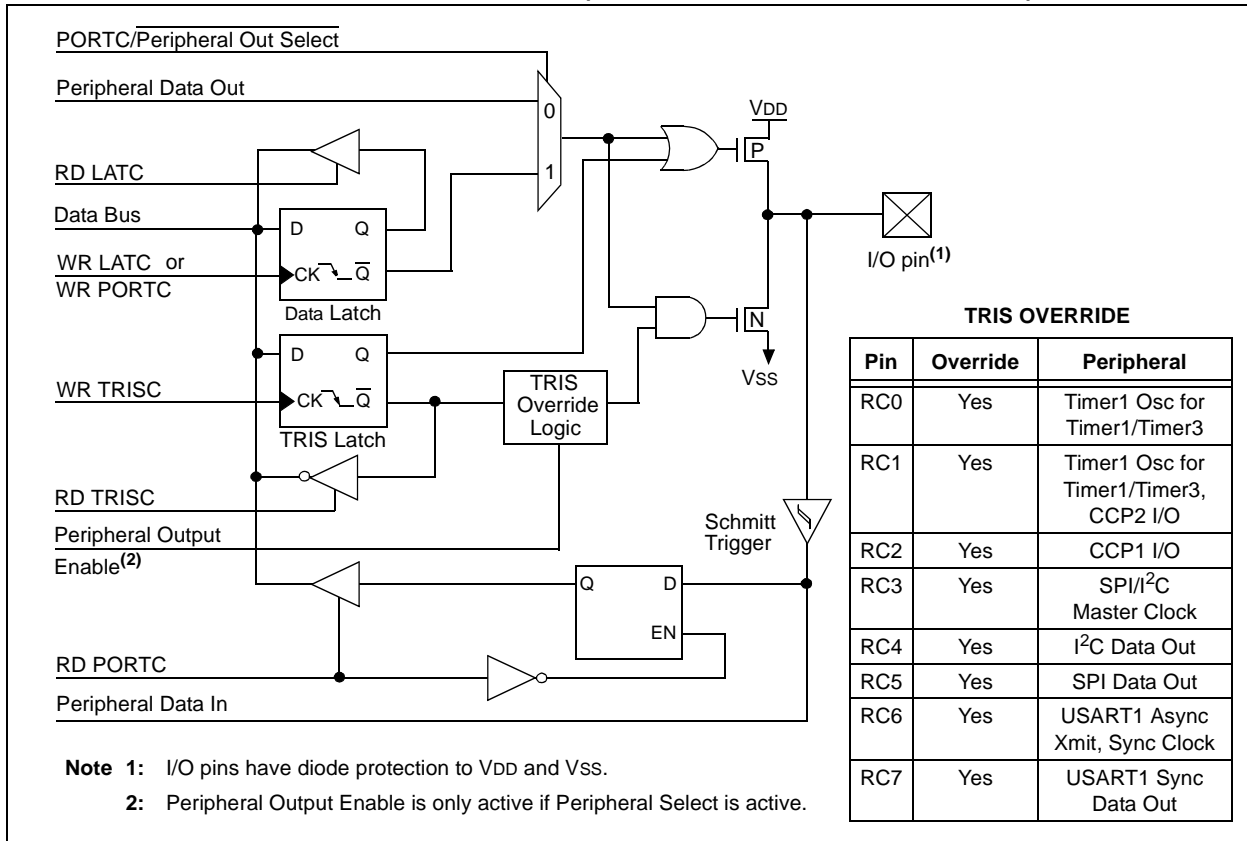 PORTC/Peripheral Out Select
Peripheral Data Out
0
VDD
P
RD LATC
1
Data Bus
D Q
WR LATC or
WR PORTC
CK Q
Data Latch
I/O pin(1)
N
VSS
D Q
WR TRISC
CK Q
TRIS Latch
TRIS
Override
Logic
RD TRISC
Peripheral Output
Enable(2)
Schmitt
Trigger
Q D
EN
RD PORTC
Peripheral Data In
TRIS OVERRIDE
Pin Override Peripheral
RC0 Yes Timer1 Osc for
Timer1/Timer3
RC1 Yes Timer1 Osc for
Timer1/Timer3,
CCP2 I/O
RC2 Yes CCP1 I/O
RC3 Yes SPI/I2C
Master Clock
RC4 Yes I2C Data Out
RC5 Yes SPI Data Out
RC6 Yes USART1 Async
Xmit, Sync Clock
RC7 Yes USART1 Sync
Data Out
Note 1: I/O pins have diode protection to VDD and VSS.
2: Peripheral Output Enable is only active if Peripheral Select is active.